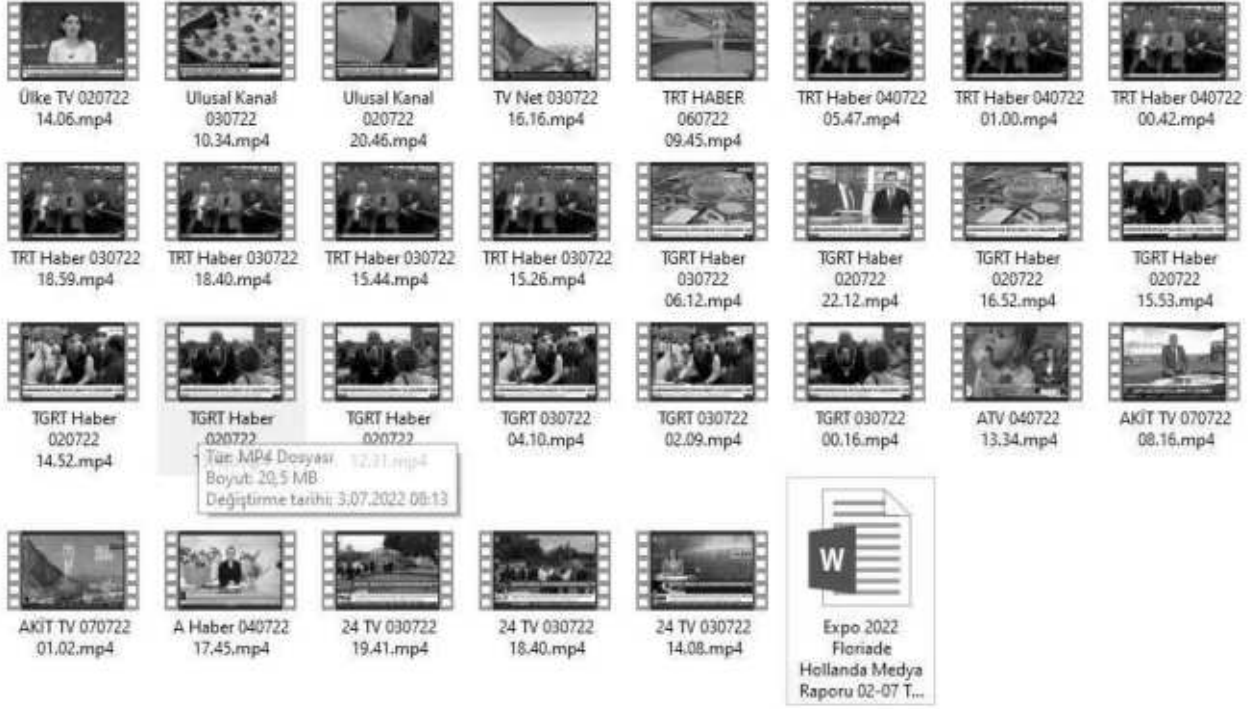 Ülke TV 020722
14.06.mp4
Ulusal Kanal
030722
10.34.mp4
Ulusal Kanal
020722
20.46.mp4
TV Net 030722
16.16.mp4
TRT HABER
060722
09.45.mp4
TRT Haber 040722
05.47.mp4
TRT Haber 040722
01.00.mp4
TRT Haber 040722
00.42.mp4
TRT Haber 030722
18.59.mp4
TRT Haber 030722
18.40.mp4
TRT Haber 030722
15.44.mp4
TRT Haber 030722
15.26.mp4
TGRT Haber
030722
06.12.mp4
TGRT Haber
020722
22.12.mp4
TGRT Haber
020722
16.52.mp4
TGRT Haber
020722
15.53.mp4
TGRT Haber
020722
14.52.mp4
TGRT Haber
020722
TGRT Haber
020722
12.31.mp4
TGRT 030722
04.10.mp4
TGRT 030722
02.09.mp4
TGRT 030722
00.16.mp4
ATV 040722
13.34.mp4
AKİT TV 070722
08.16.mp4
Tür: MP4 Dosyası
Boyut: 20,5 MB
Değiştirme tarihi: 3.07.2022 08:13
AKİT TV 070722
01.02.mp4
A Haber 040722
17.45.mp4
24 TV 030722
19.41.mp4
24 TV 030722
18.40.mp4
24 TV 030722
14.08.mp4
W
Expo 2022
Floriade
Hollanda Medya
Raporu 02-07 T...